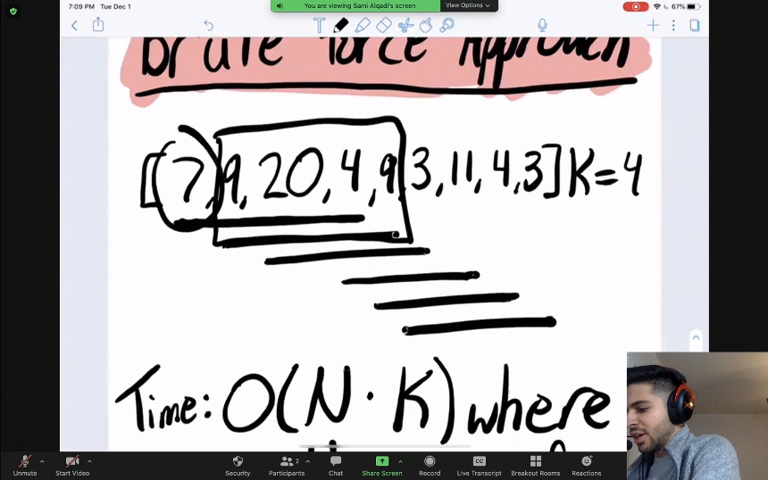 7:09 PM Tue Dec 1
You are viewing Sami Alqadi's screen
View Options
67%
Brute Force Approach
[7, 9, 20, 4, 9, 3, 11, 4, 3] K=4
Time: O(N · K) where
Unmute
Start Video
Security
Participants
2
Chat
Share Screen
Record
CC
Live Transcript
Breakout Rooms
Reactions